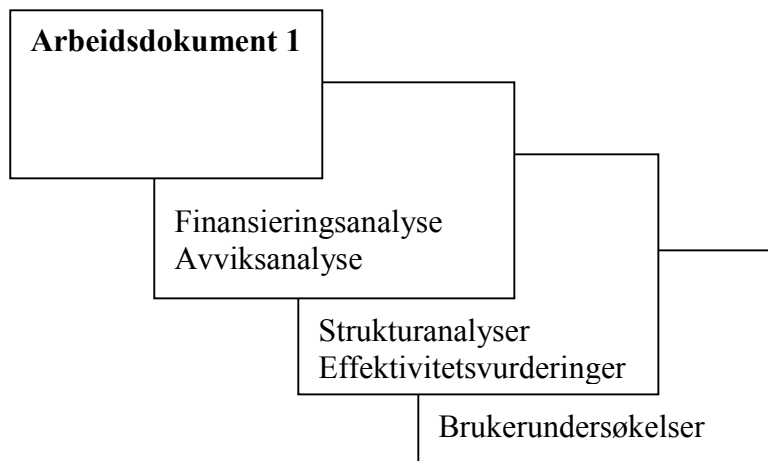 Arbeidsdokument 1
Finansieringsanalyse
Avviksanalyse
Strukturanalyser
Effektivitetsvurderinger
Brukerundersøkelser